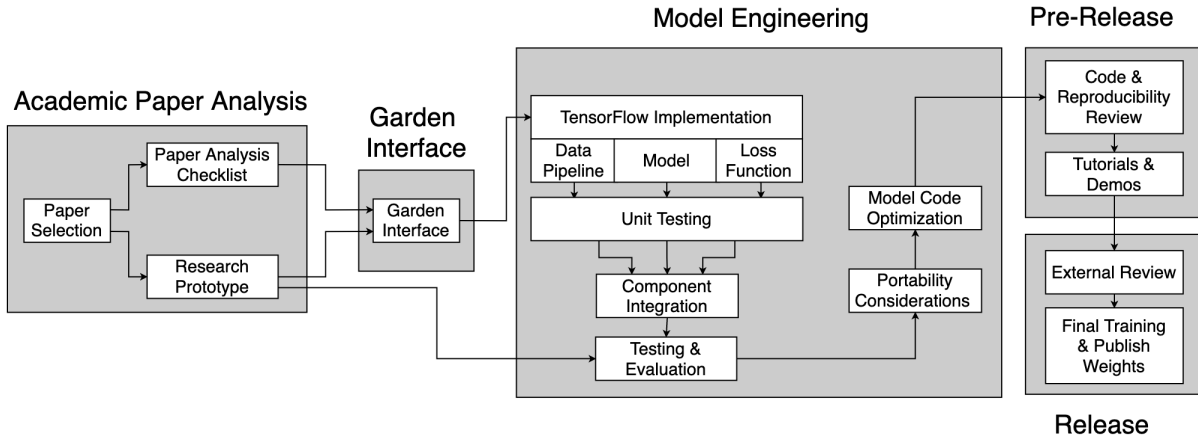 Academic Paper Analysis
Paper
Selection
Paper Analysis
Checklist
Research
Prototype
Garden
Interface
Garden
Interface
Model Engineering
TensorFlow Implementation
Data
Pipeline
Model
Loss
Function
Unit Testing
Component
Integration
Testing &
Evaluation
Model Code
Optimization
Portability
Considerations
Pre-Release
Code &
Reproducibility
Review
Tutorials &
Demos
External Review
Final Training
& Publish
Weights
Release